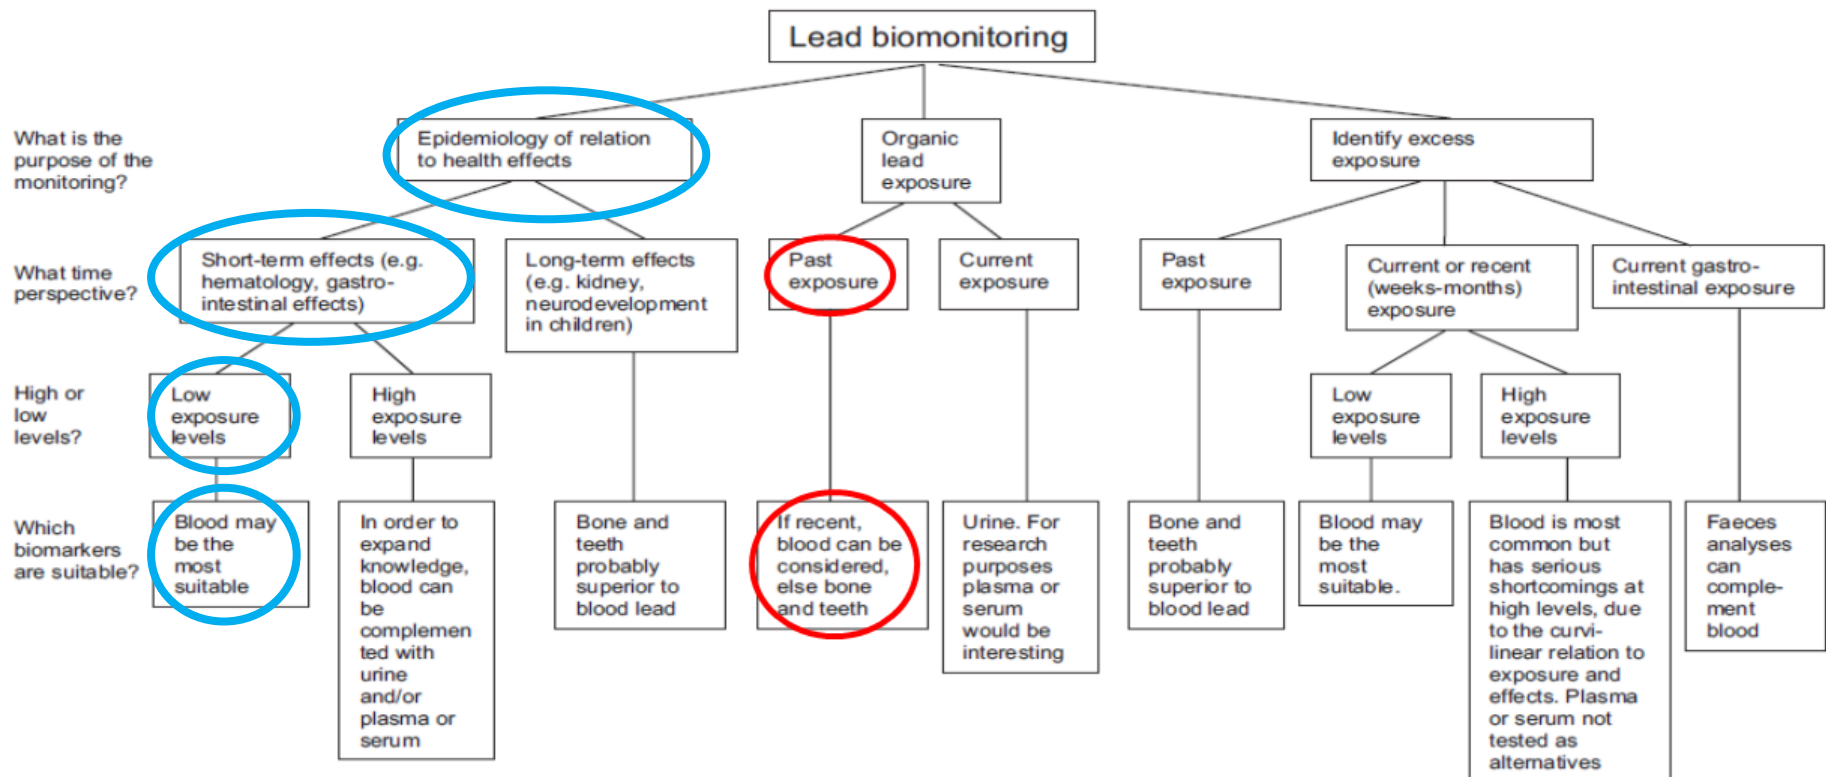 Lead biomonitoring
What is the
purpose of the
monitoring?
Epidemiology of relation
to health effects
Organic
lead
exposure
Identify excess
exposure
What time
perspective?
Short-term effects (e.g.
hematology, gastro-
intestinal effects)
Long-term effects
(e.g. kidney,
neurodevelopment
in children)
Past
exposure
Current
exposure
Past
exposure
Current or recent
(weeks-months)
exposure
Current gastro-
intestinal exposure
High or
low
levels?
Low
exposure
levels
High
exposure
levels
Low
exposure
levels
High
exposure
levels
Which
biomarkers
are suitable?
Blood may
be the
most
suitable
In order to
expand
knowledge,
blood can
be
complemen
ted with
urine
and/or
plasma or
serum
Bone and
teeth
probably
superior to
blood lead
If recent,
blood can be
considered,
else bone
and teeth
Urine. For
research
purposes
plasma or
serum
would be
interesting
Bone and
teeth
probably
superior to
blood lead
Blood may
be the
most
suitable.
Blood is most
common but
has serious
shortcomings at
high levels, due
to the curvi-
linear relation to
exposure and
effects. Plasma
or serum not
tested as
alternatives
Faeces
analyses
can
comple-
ment
blood